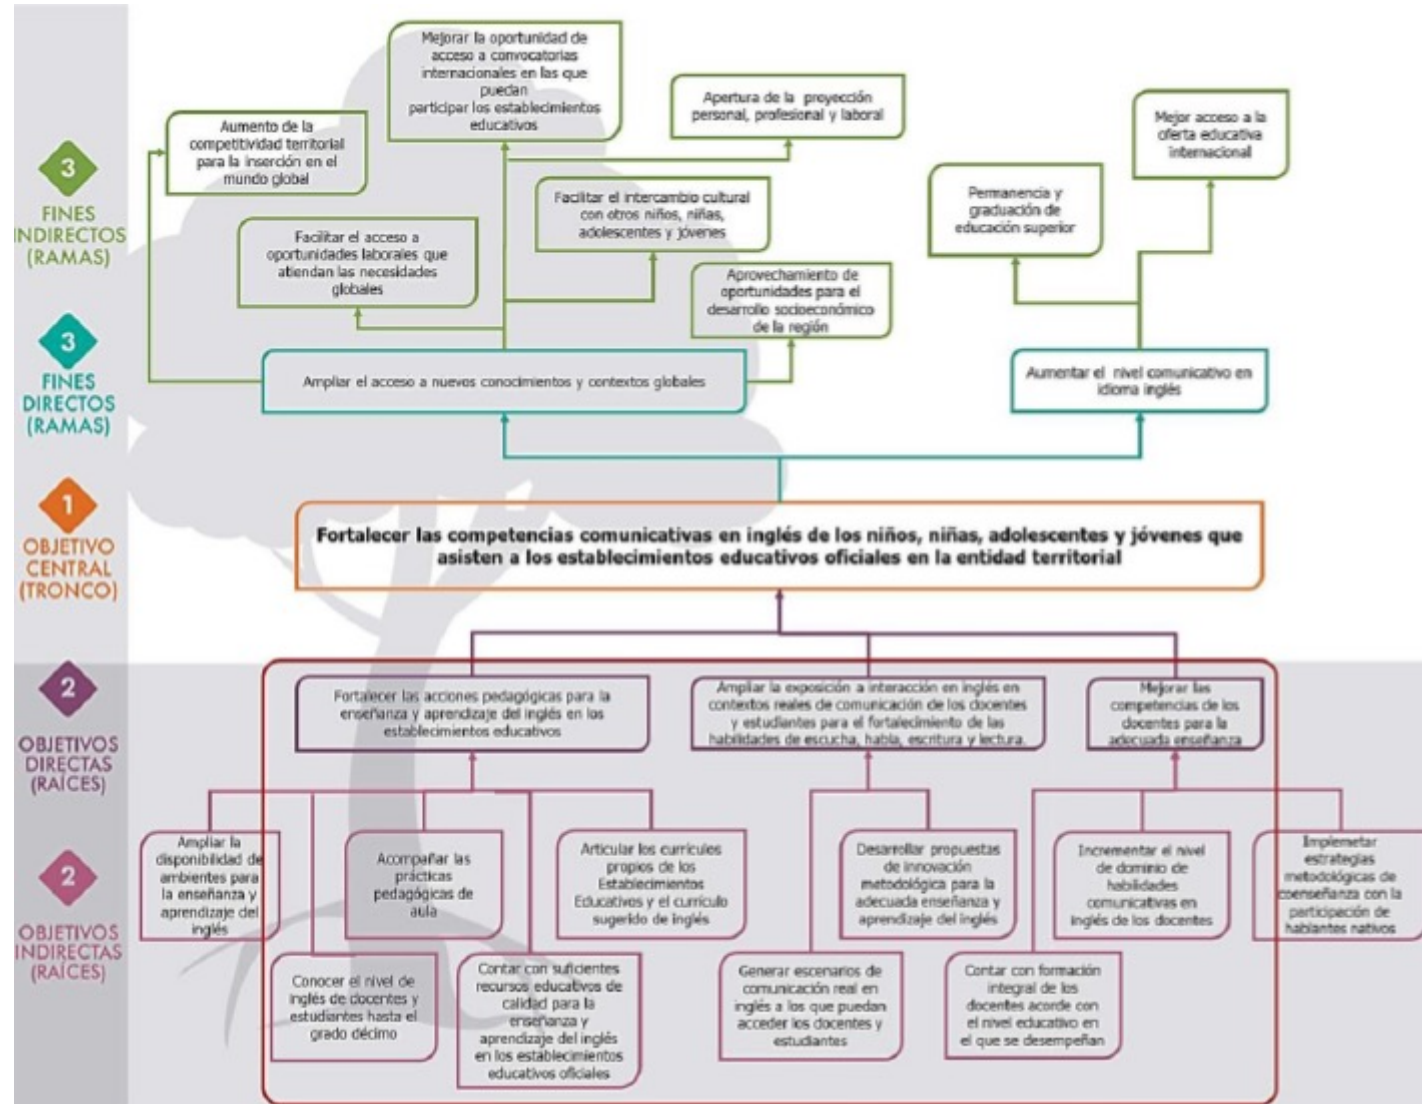 Mejorar la oportunidad de
acceso a convocatorias
internacionales en las que
puedan
participar los establecimientos
educativos
Apertura de la proyección
personal, profesional y laboral
Mejor acceso a la
oferta educativa
internacional
Aumento de la
competitividad territorial
para la inserción en el
mundo global
3
FINES
INDIRECTOS
(RAMAS)
Facilitar el intercambio cultural
con otros niños, niñas,
adolescentes y jóvenes
Permanencia y
graduación de
educación superior
Facilitar el acceso a
oportunidades laborales que
atiendan las necesidades
globales
Aprovechamiento de
oportunidades para el
desarrollo socioeconómico
de la región
3
FINES
DIRECTOS
(RAMAS)
Ampliar el acceso a nuevos conocimientos y contextos globales
Aumentar el nivel comunicativo en
idioma inglés
1
OBJETIVO
CENTRAL
(TRONCO)
Fortalecer las competencias comunicativas en inglés de los niños, niñas, adolescentes y jóvenes que
asisten a los establecimientos educativos oficiales en la entidad territorial
2
OBJETIVOS
DIRECTAS
(RAÍCES)
Fortalecer las acciones pedagógicas para la
enseñanza y aprendizaje del inglés en los
establecimientos educativos
Ampliar la exposición a interacción en inglés en
contextos reales de comunicación de los docentes
y estudiantes para el fortalecimiento de las
habilidades de escucha, habla, escritura y lectura.
Mejorar las
competencias de los
docentes para la
adecuada enseñanza
2
OBJETIVOS
INDIRECTAS
(RAÍCES)
Ampliar la
disponibilidad de
ambientes para
la enseñanza y
aprendizaje del
inglés
Acompañar las
prácticas
pedagógicas de
aula
Articular los currículos
propios de los
Establecimientos
Educativos y el currículo
sugerido de inglés
Desarrollar propuestas
de innovación
metodológica para la
adecuada enseñanza y
aprendizaje del inglés
Incrementar el nivel
de dominio de
habilidades
comunicativas en
inglés de los docentes
Implemetar
estrategias
metodológicas de
coenseñanza con la
participación de
hablantes nativos
Conocer el nivel de
inglés de docentes y
estudiantes hasta el
grado décimo
Contar con suficientes
recursos educativos de
calidad para la
enseñanza y
aprendizaje del inglés
en los establecimientos
educativos oficiales
Generar escenarios de
comunicación real en
inglés a los que puedan
acceder los docentes y
estudiantes
Contar con formación
integral de los
docentes acorde con
el nivel educativo en
el que se desempeñan